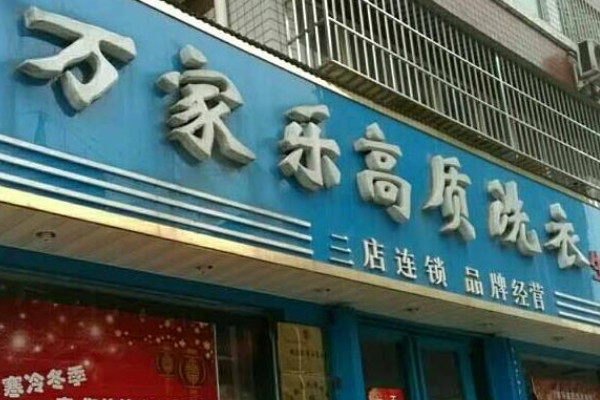 万家乐高质洗衣
三店连锁 品牌经营
寒冷冬季